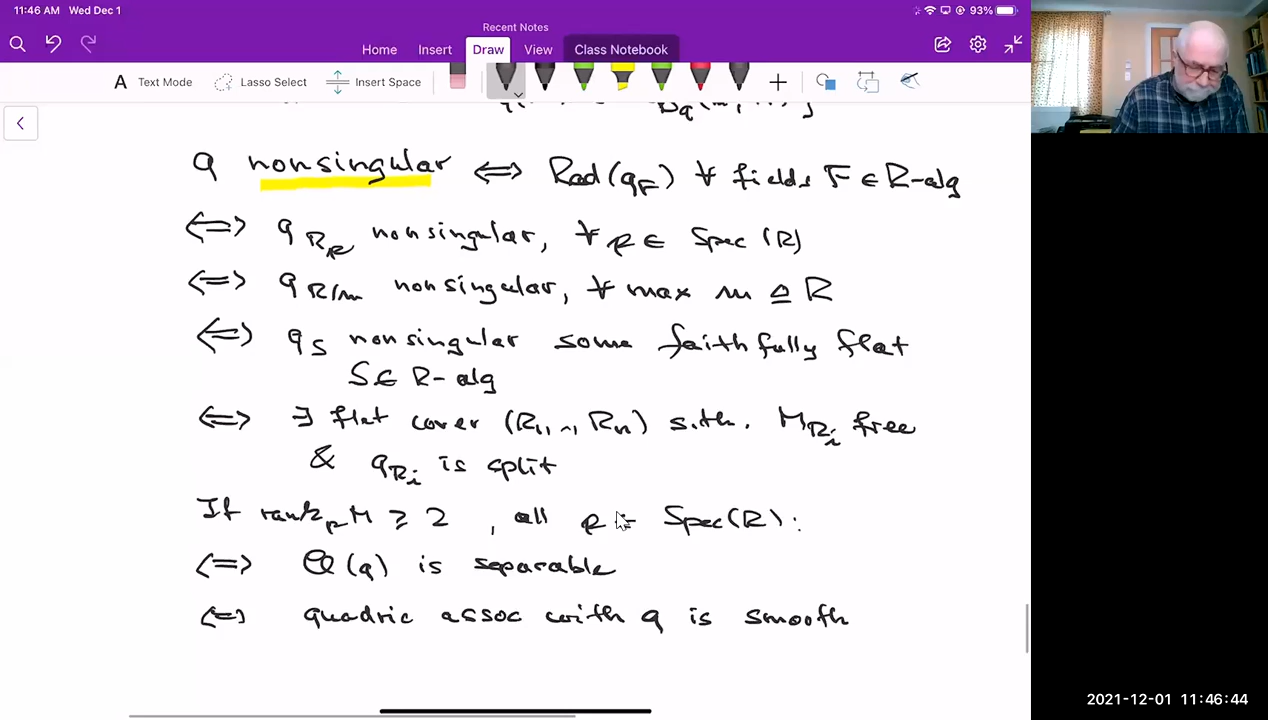 11:46 AM Wed Dec 1
Recent Notes
93%
Home Insert Draw View Class Notebook
A Text Mode Lasso Select Insert Space
q nonsingular ⟺ Rad(q_F) ∀ fields F ∈ R-alg
⟺ q_{R_p} nonsingular, ∀ p ∈ Spec(R)
⟺ q_{R/m} nonsingular, ∀ max m ⊴ R
⟺ q_S nonsingular some faithfully flat
S ∈ R-alg
⟺ ∃ flat cover (R_1, ~, R_n) s.th. M_{R_i} free
& q_{R_i} is split
If rank_p M ≥ 2, all p ∈ Spec(R):
⟺ Q(q) is separable
⟺ quadric assoc with q is smooth
2021-12-01 11:46:44